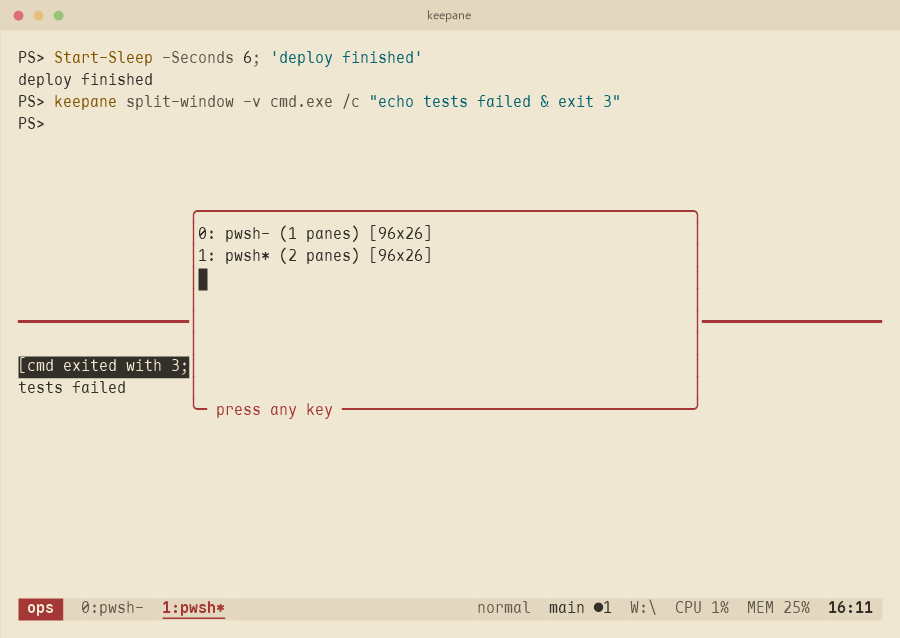 keepane
PS> Start-Sleep -Seconds 6; 'deploy finished'
deploy finished
PS> keepane split-window -v cmd.exe /c "echo tests failed & exit 3"
PS>
0: pwsh- (1 panes) [96x26]
1: pwsh* (2 panes) [96x26]
[cmd exited with 3;
tests failed
press any key
ops 0:pwsh- 1:pwsh* normal main ●1 W:\ CPU 1% MEM 25% 16:11